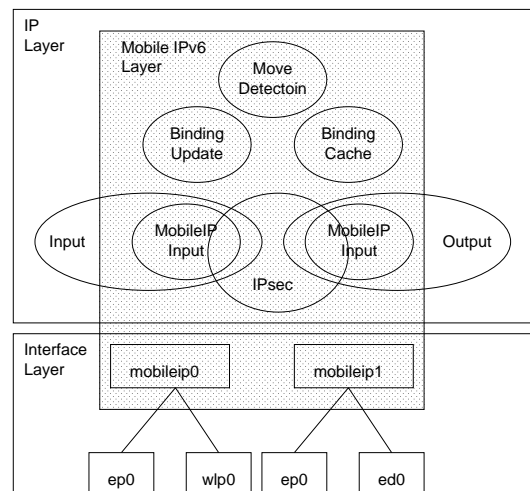 IP
Layer
Mobile IPv6
Layer
Move
Detectoin
Binding
Update
Binding
Cache
Input
MobileIP
Input
MobileIP
Input
Output
IPsec
Interface
Layer
mobileip0
mobileip1
ep0
wlp0
ep0
ed0